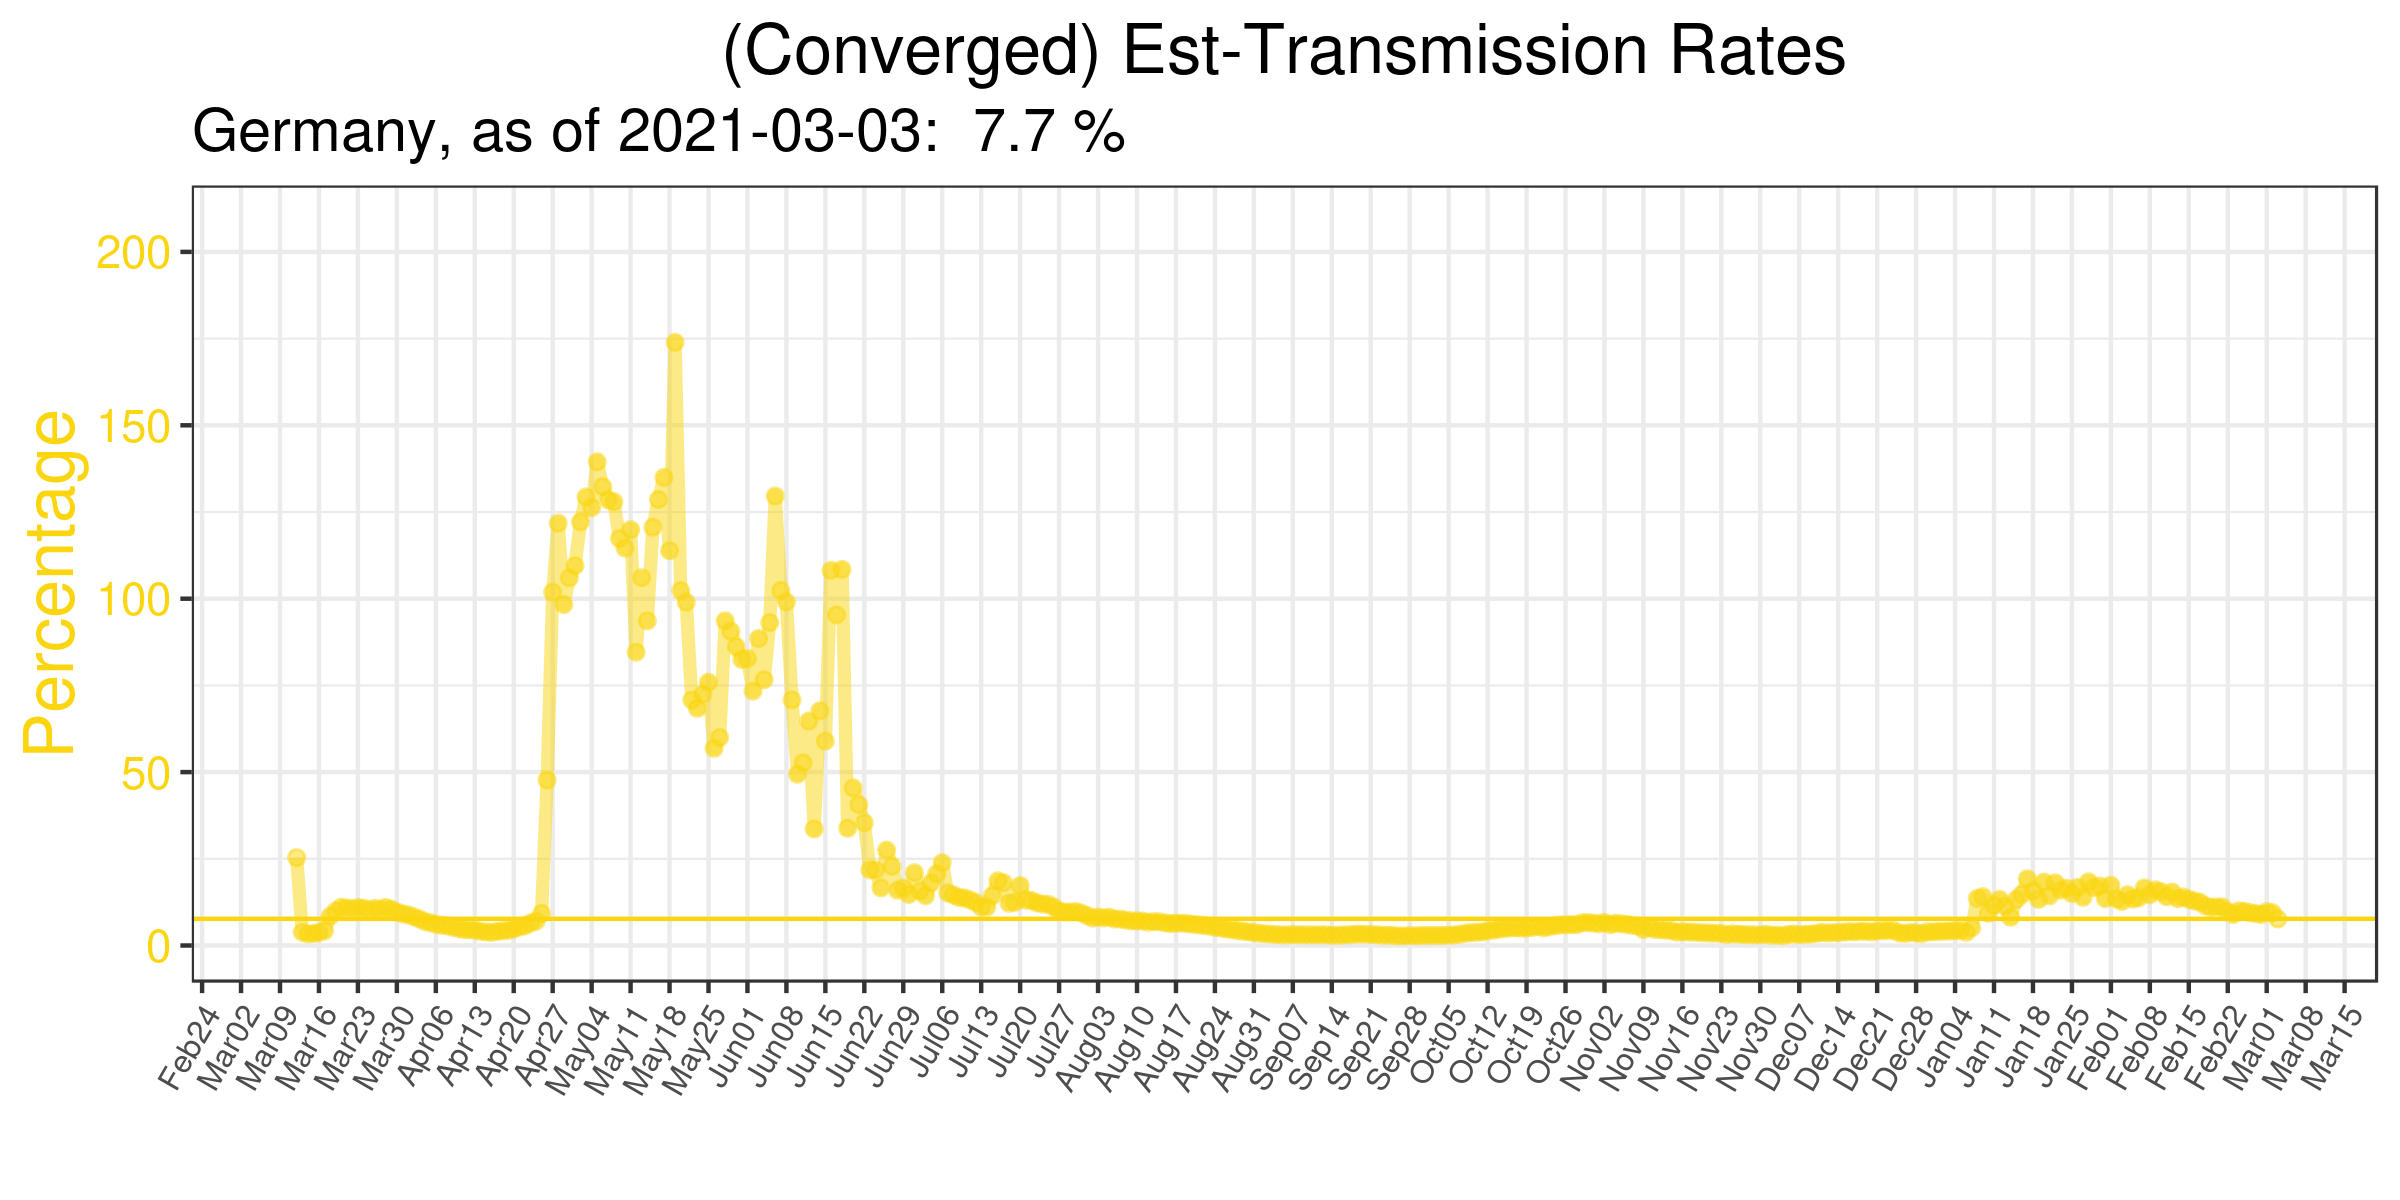 (Converged) Est-Transmission Rates
Germany, as of 2021-03-03:  7.7 %
Percentage
200
150
100
50
0
Feb24
Mar02
Mar09
Mar16
Mar23
Mar30
Apr06
Apr13
Apr20
Apr27
May04
May11
May18
May25
Jun01
Jun08
Jun15
Jun22
Jun29
Jul06
Jul13
Jul20
Jul27
Aug03
Aug10
Aug17
Aug24
Aug31
Sep07
Sep14
Sep21
Sep28
Oct05
Oct12
Oct19
Oct26
Nov02
Nov09
Nov16
Nov23
Nov30
Dec07
Dec14
Dec21
Dec28
Jan04
Jan11
Jan18
Jan25
Feb01
Feb08
Feb15
Feb22
Mar01
Mar08
Mar15